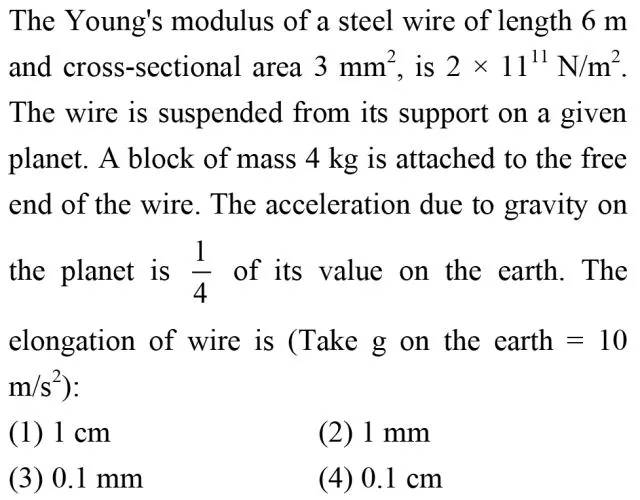 The Young's modulus of a steel wire of length 6 m
and cross-sectional area 3 mm², is 2 × 11¹¹ N/m².
The wire is suspended from its support on a given
planet. A block of mass 4 kg is attached to the free
end of the wire. The acceleration due to gravity on
the planet is 1/4 of its value on the earth. The
elongation of wire is (Take g on the earth = 10
m/s²):
(1) 1 cm (2) 1 mm
(3) 0.1 mm (4) 0.1 cm